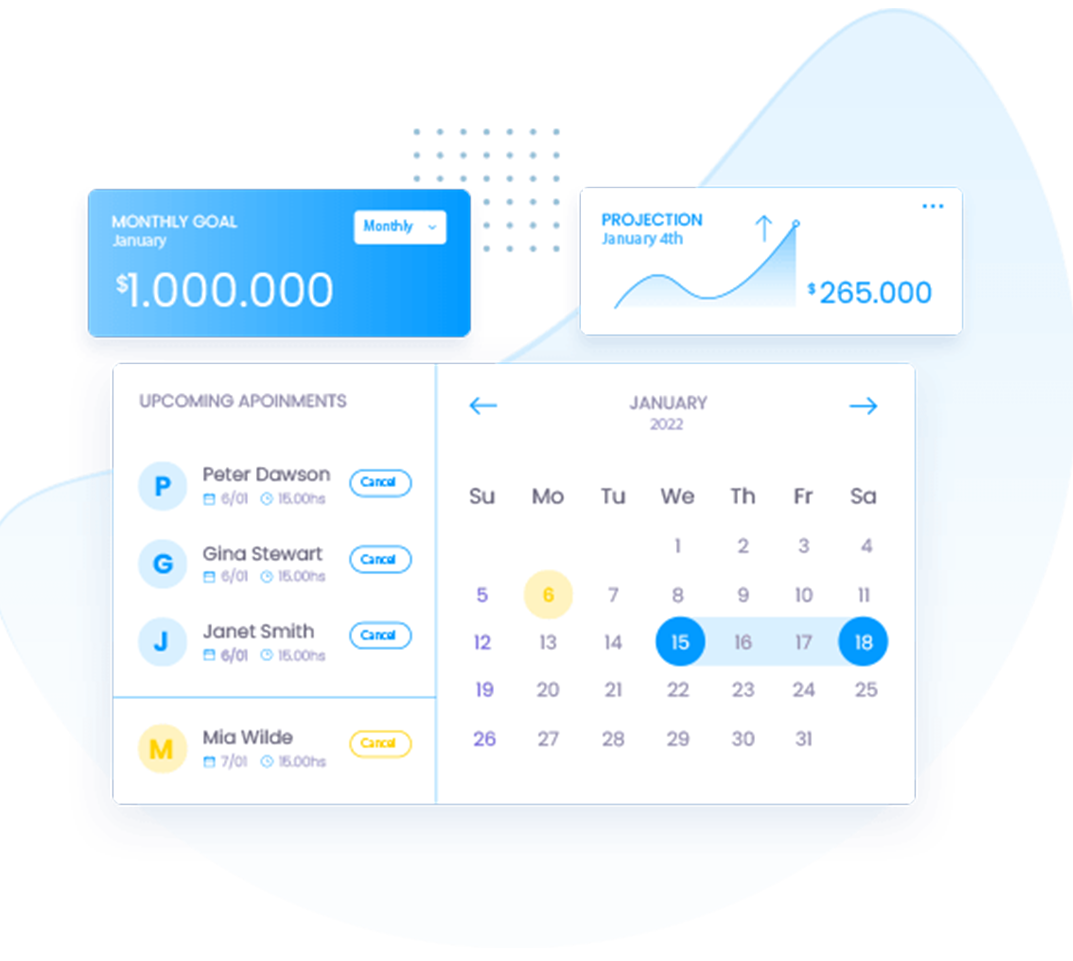 MONTHLY GOAL
January
Monthly
$1.000.000
PROJECTION
January 4th
$265.000
UPCOMING APOINMENTS
P
Peter Dawson
6/01 15.00hs
Cancel
G
Gina Stewart
6/01 15.00hs
Cancel
J
Janet Smith
6/01 15.00hs
Cancel
M
Mia Wilde
7/01 15.00hs
Cancel
JANUARY
2022
Su Mo Tu We Th Fr Sa
1 2 3 4
5 6 7 8 9 10 11
12 13 14 15 16 17 18
19 20 21 22 23 24 25
26 27 28 29 30 31